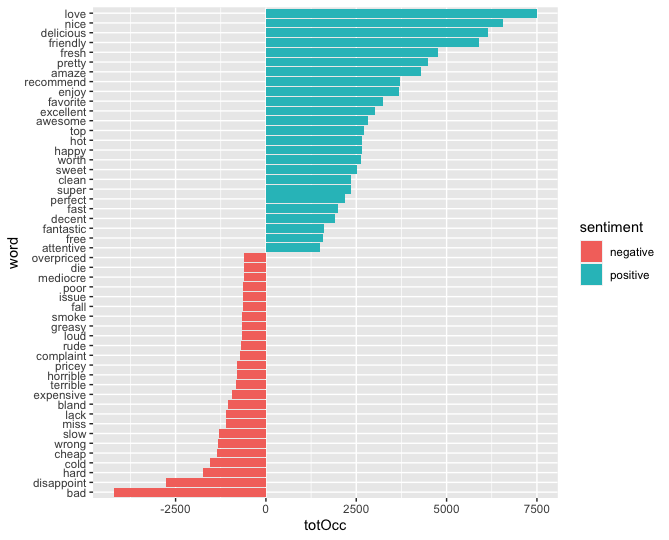 love
nice
delicious
friendly
fresh
pretty
amaze
recommend
enjoy
favorite
excellent
awesome
top
hot
happy
worth
sweet
clean
super
perfect
fast
decent
fantastic
free
attentive
overpriced
die
mediocre
poor
issue
fall
smoke
greasy
loud
rude
complaint
pricey
horrible
terrible
expensive
bland
lack
miss
slow
wrong
cheap
cold
hard
disappoint
bad
word
-2500 0 2500 5000 7500
totOcc
sentiment
negative
positive